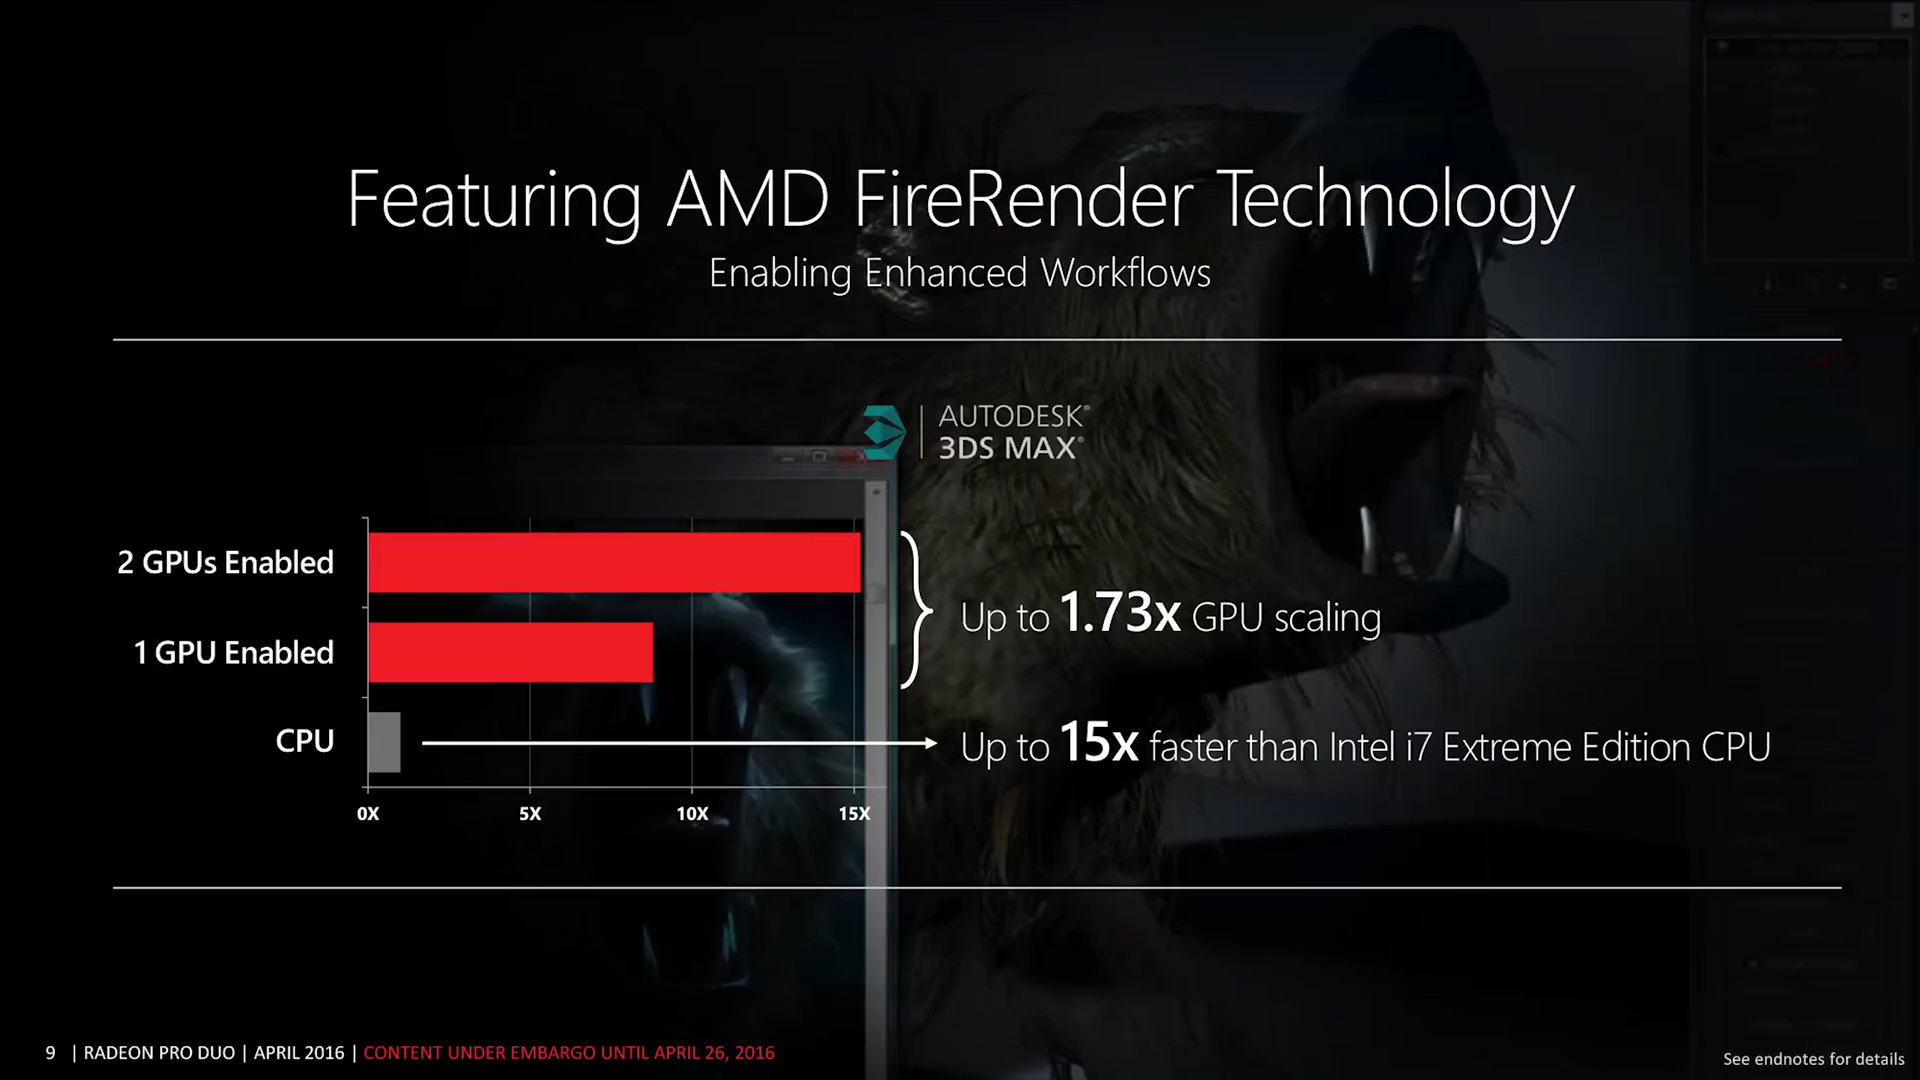 Featuring AMD FireRender Technology
Enabling Enhanced Workflows
AUTODESK®
3DS MAX®
2 GPUs Enabled
1 GPU Enabled
CPU
Up to 1.73x GPU scaling
Up to 15x faster than Intel i7 Extreme Edition CPU
0X 5X 10X 15X
9 | RADEON PRO DUO | APRIL 2016 | CONTENT UNDER EMBARGO UNTIL APRIL 26, 2016
See endnotes for details